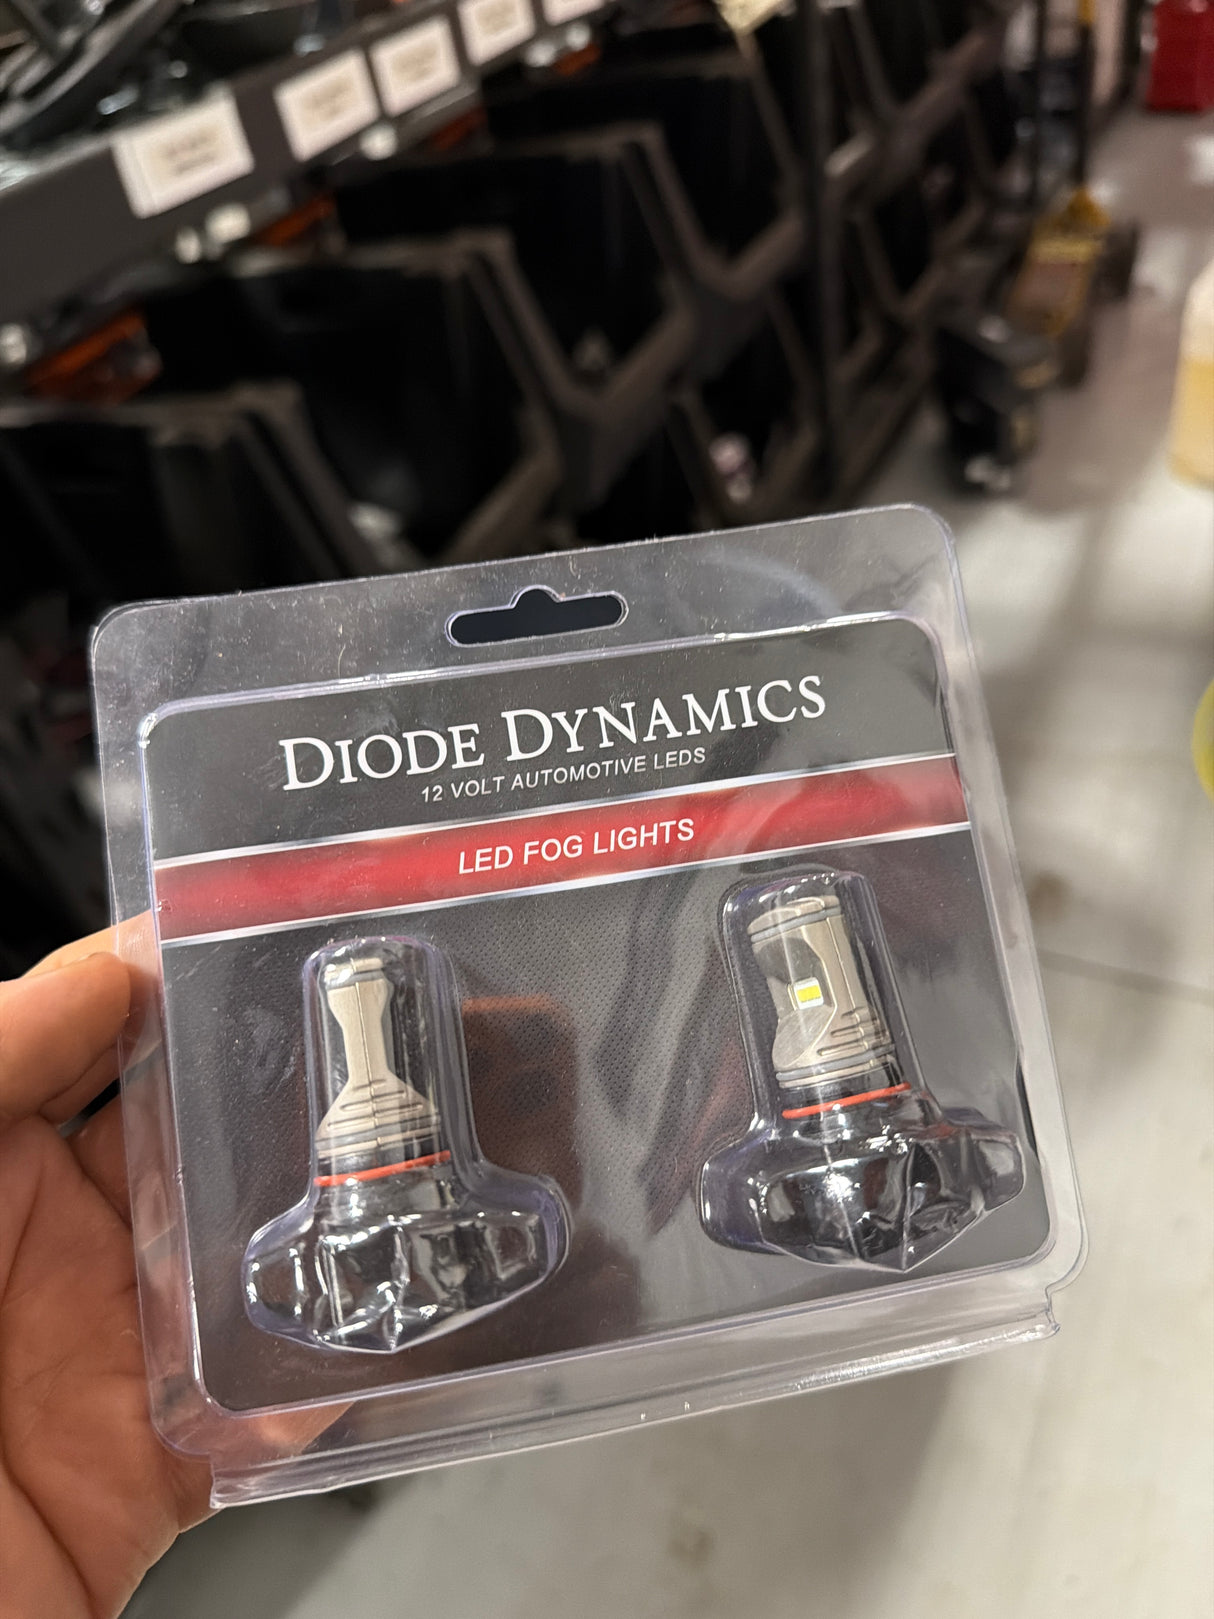 DIODE DYNAMICS
12 VOLT AUTOMOTIVE LEDS
LED FOG LIGHTS